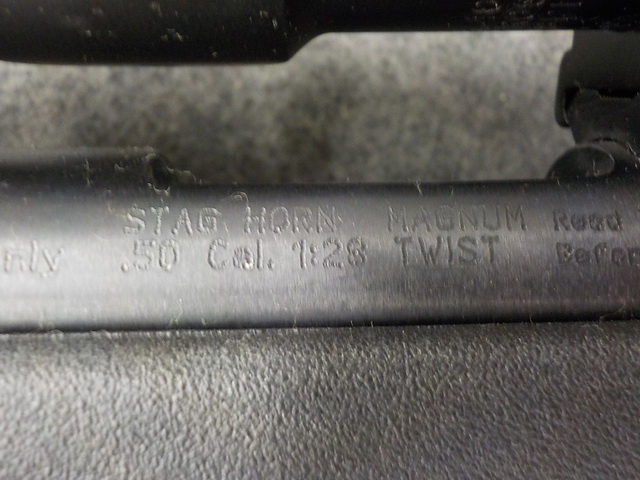 STAG HORN MAGNUM Read
.50 Cal. 1:28 TWIST